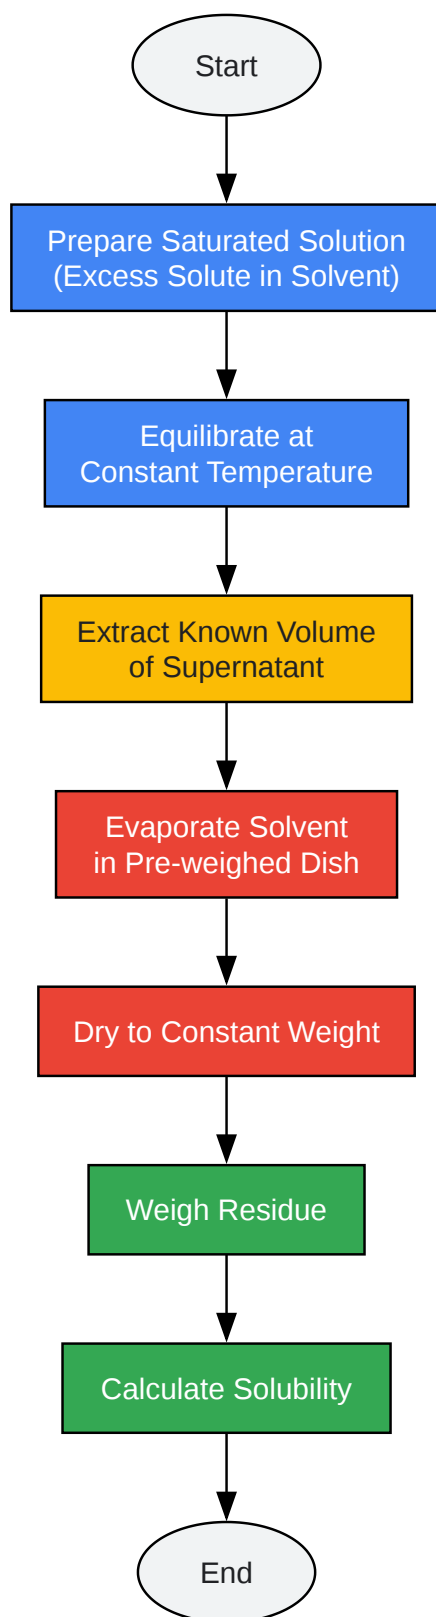 Start
Prepare Saturated Solution
(Excess Solute in Solvent)
Equilibrate at
Constant Temperature
Extract Known Volume
of Supernatant
Evaporate Solvent
in Pre-weighed Dish
Dry to Constant Weight
Weigh Residue
Calculate Solubility
End